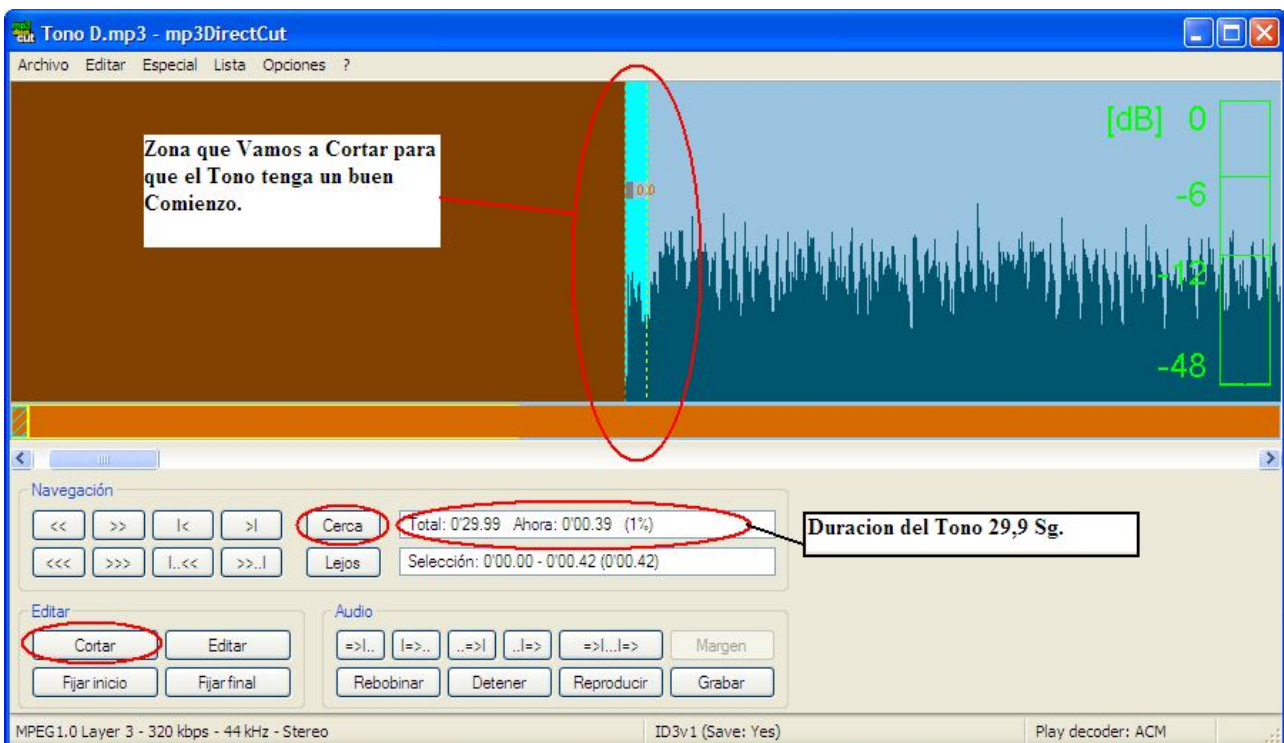 Tono D.mp3 - mp3DirectCut
Archivo Editar Especial Lista Opciones ?
[dB] 0
Zona que Vamos a Cortar para
que el Tono tenga un buen
Comienzo.
0.0
-6
-12
-48
Navegación
<< >> |< >| Cerca Total: 0'29.99 Ahora: 0'00.39 (1%)
Duracion del Tono 29,9 Sg.
<<< >>> |..<< >>..| Lejos Selección: 0'00.00 - 0'00.42 (0'00.42)
Editar Audio
Cortar Editar =>|.. |=>.. ..=>| ..|=> =>|...|=> Margen
Fijar inicio Fijar final Rebobinar Detener Reproducir Grabar
MPEG1.0 Layer 3 - 320 kbps - 44 kHz - Stereo ID3v1 (Save: Yes) Play decoder: ACM